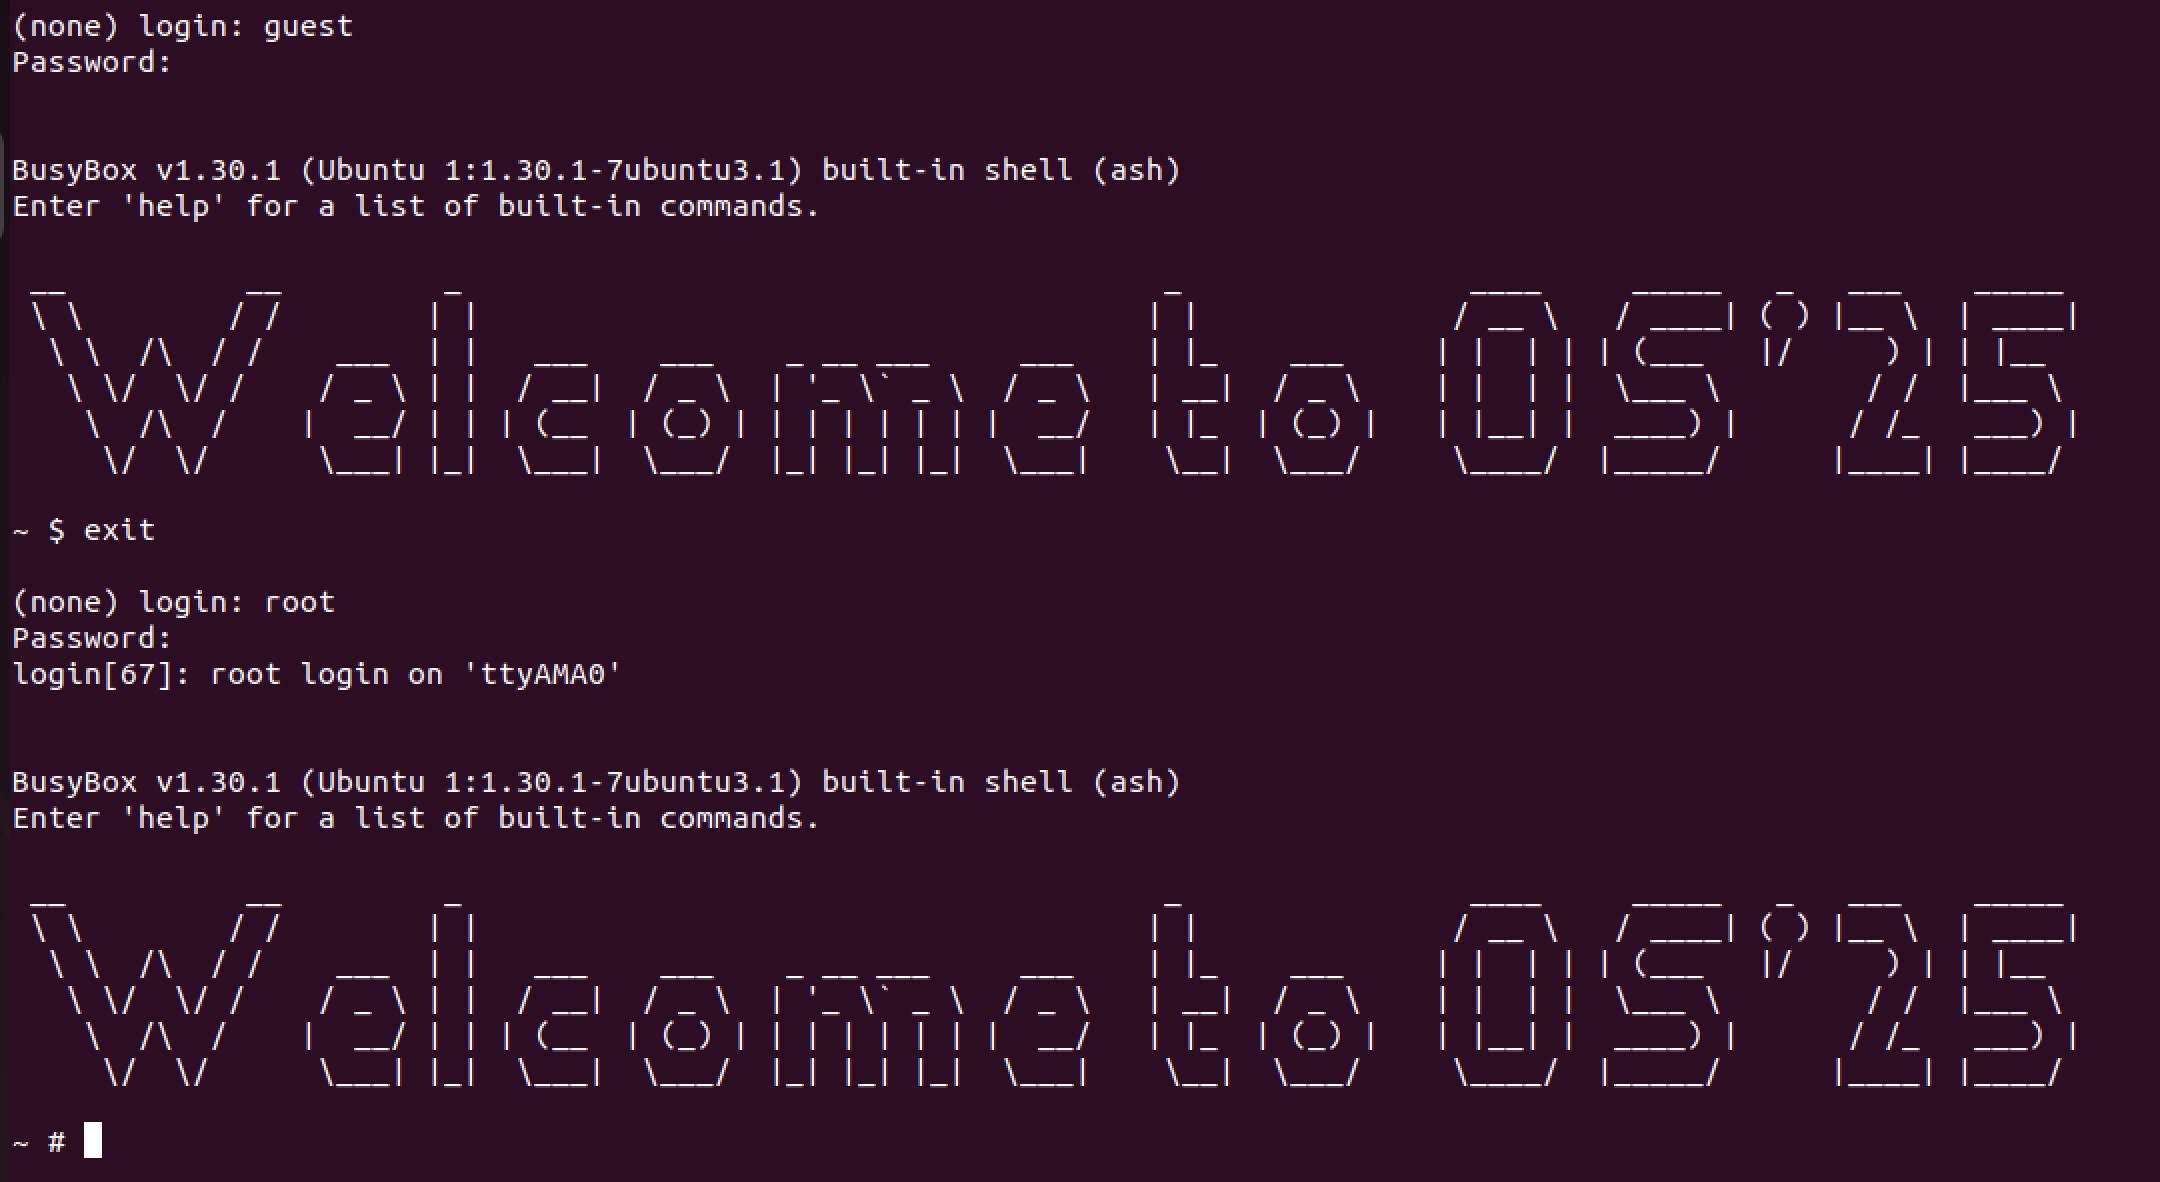 (none) login: guest
Password:
BusyBox v1.30.1 (Ubuntu 1:1.30.1-7ubuntu3.1) built-in shell (ash)
Enter 'help' for a list of built-in commands.
Welcome to OS'25
~ $ exit
(none) login: root
Password:
login[67]: root login on 'ttyAMA0'
BusyBox v1.30.1 (Ubuntu 1:1.30.1-7ubuntu3.1) built-in shell (ash)
Enter 'help' for a list of built-in commands.
Welcome to OS'25
~ #